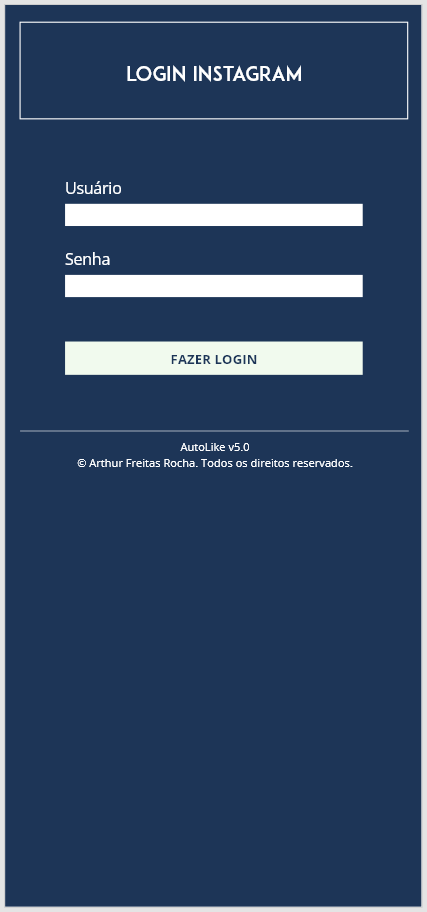 LOGIN INSTAGRAM
Usuário
Senha
FAZER LOGIN
AutoLike v5.0
© Arthur Freitas Rocha. Todos os direitos reservados.